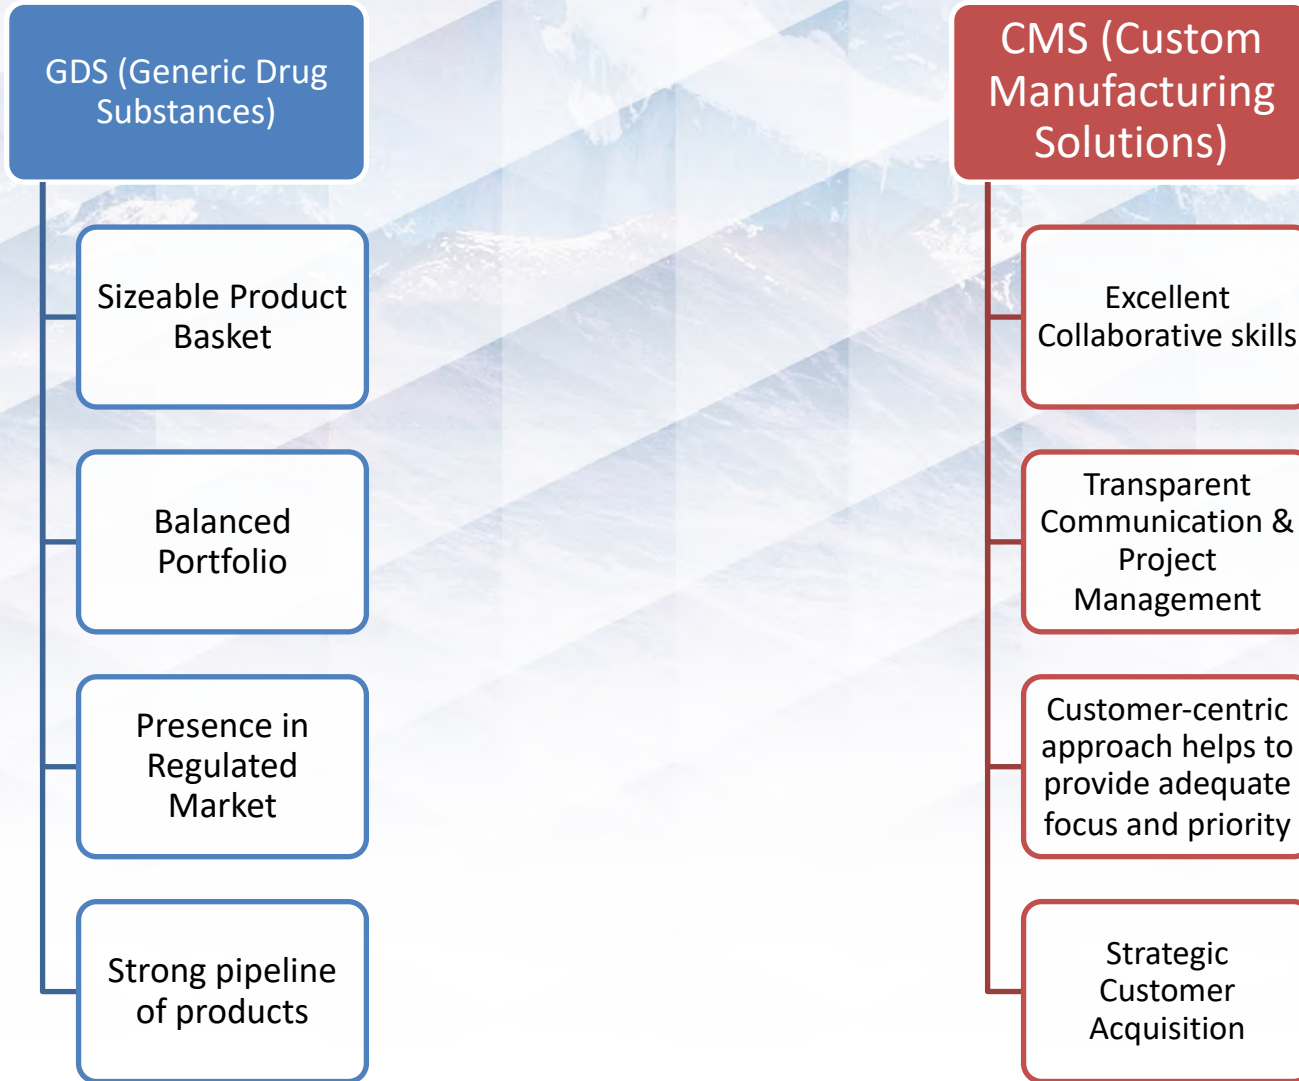 GDS (Generic Drug
Substances)
Sizeable Product
Basket
Balanced
Portfolio
Presence in
Regulated
Market
Strong pipeline
of products
CMS (Custom
Manufacturing
Solutions)
Excellent
Collaborative skills
Transparent
Communication &
Project
Management
Customer-centric
approach helps to
provide adequate
focus and priority
Strategic
Customer
Acquisition